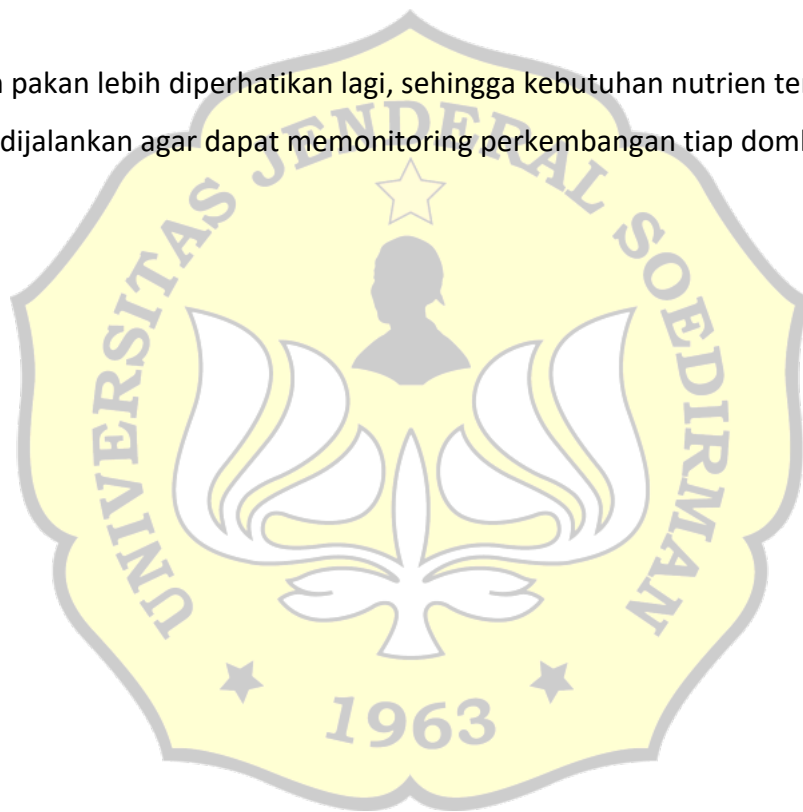 pakan lebih diperhatikan lagi, sehingga kebutuhan nutrien
dijalankan agar dapat memonitoring perkembangan tiap
UNIVERSITAS JENDERAL SOEDIRMAN
1963